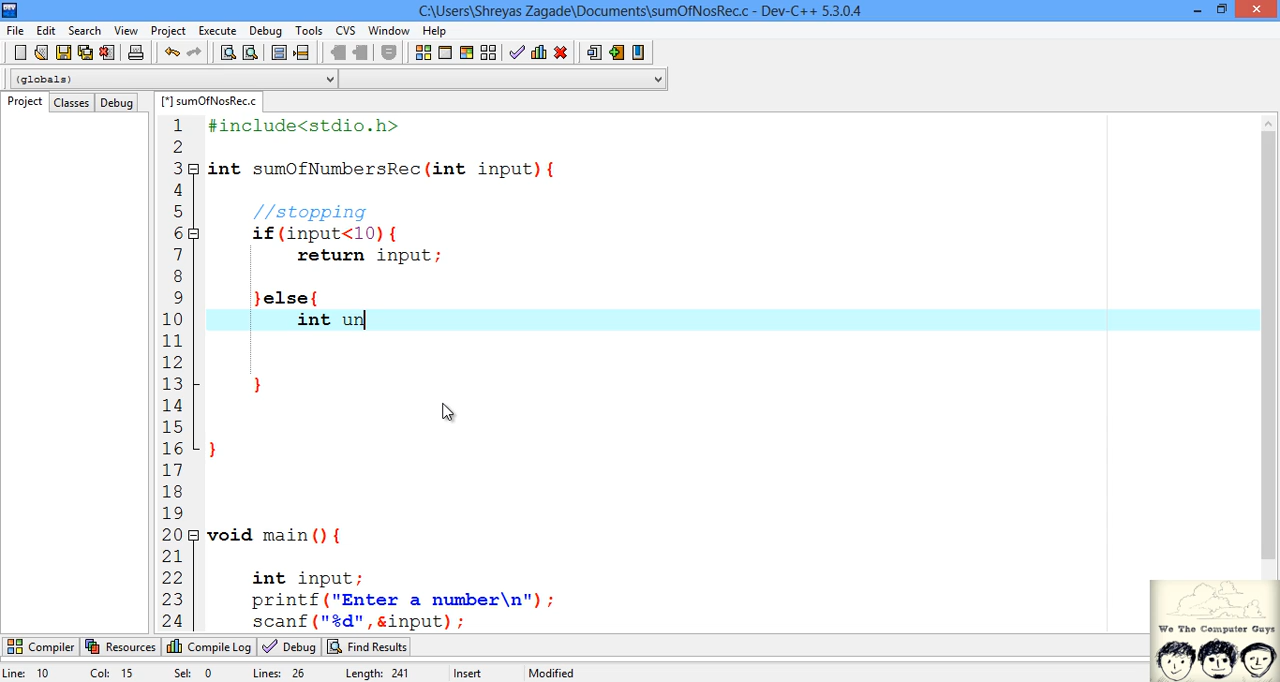 C:\Users\Shreyas Zagade\Documents\sumOfNosRec.c - Dev-C++ 5.3.0.4
File Edit Search View Project Execute Debug Tools CVS Window Help
(globals)
Project Classes Debug [*] sumOfNosRec.c
1 #include<stdio.h>
2
3 int sumOfNumbersRec(int input){
4
5 //stopping
6 if(input<10){
7 return input;
8
9 }else{
10 int un
11
12
13 }
14
15
16 }
17
18
19
20 void main(){
21
22 int input;
23 printf("Enter a number\n");
24 scanf("%d",&input);
We The Computer Guys
Compiler Resources Compile Log Debug Find Results
Line: 10 Col: 15 Sel: 0 Lines: 26 Length: 241 Insert Modified